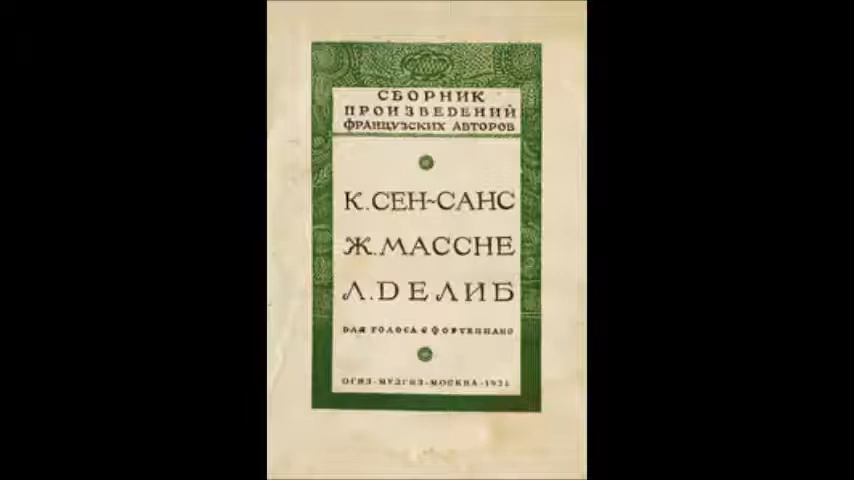 СБОРНИК
ПРОИЗВЕДЕНИЙ
ФРАНЦУЗСКИХ АВТОРОВ
К. СЕН-САНС
Ж. МАССНЕ
Л. ДЕЛИБ
ДЛЯ ГОЛОСА С ФОРТЕПИАНО
ОГИЗ-МУЗГИЗ-МОСКВА